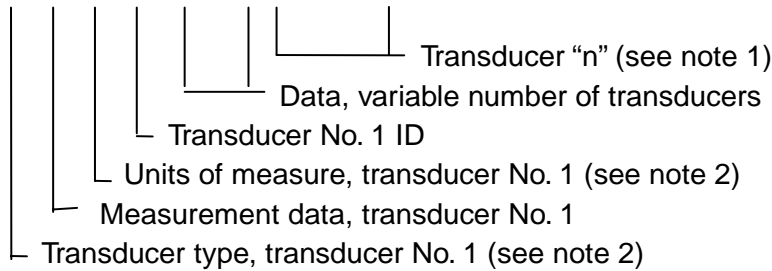 Transducer “n” (see note 1)
Data, variable number of transducers
Transducer No. 1 ID
Units of measure, transducer No. 1 (see note 2)
Measurement data, transducer No. 1
Transducer type, transducer No. 1 (see note 2)